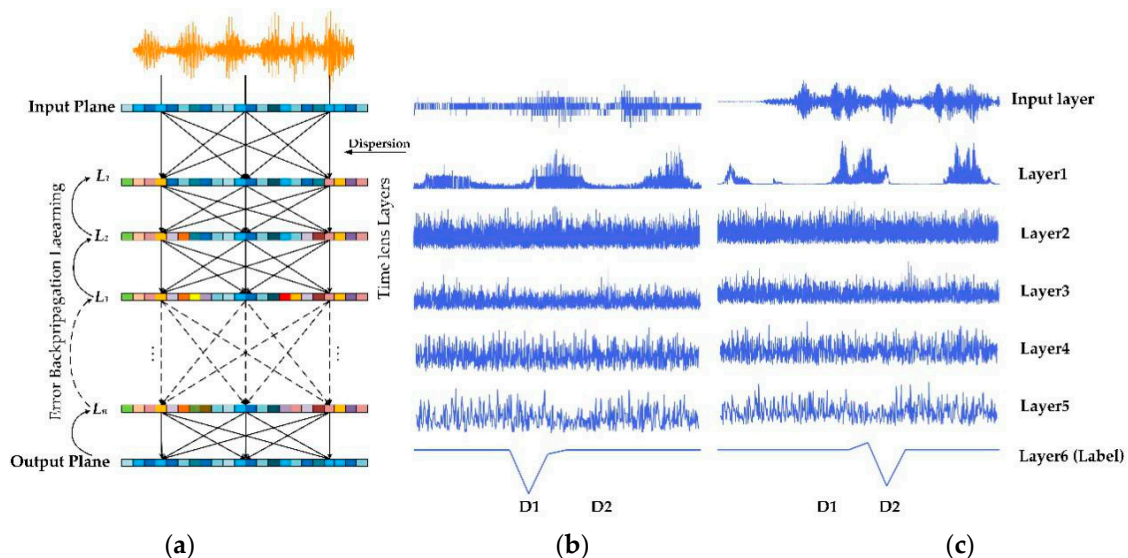 Input Plane
Dispersion
L1
L2
L3
Ln
Error Backpropagation Laearning
Time lens Layers
...
...
Output Plane
Input layer
Layer1
Layer2
Layer3
Layer4
Layer5
Layer6 (Label)
D1 D2
D1 D2
(a)
(b)
(c)